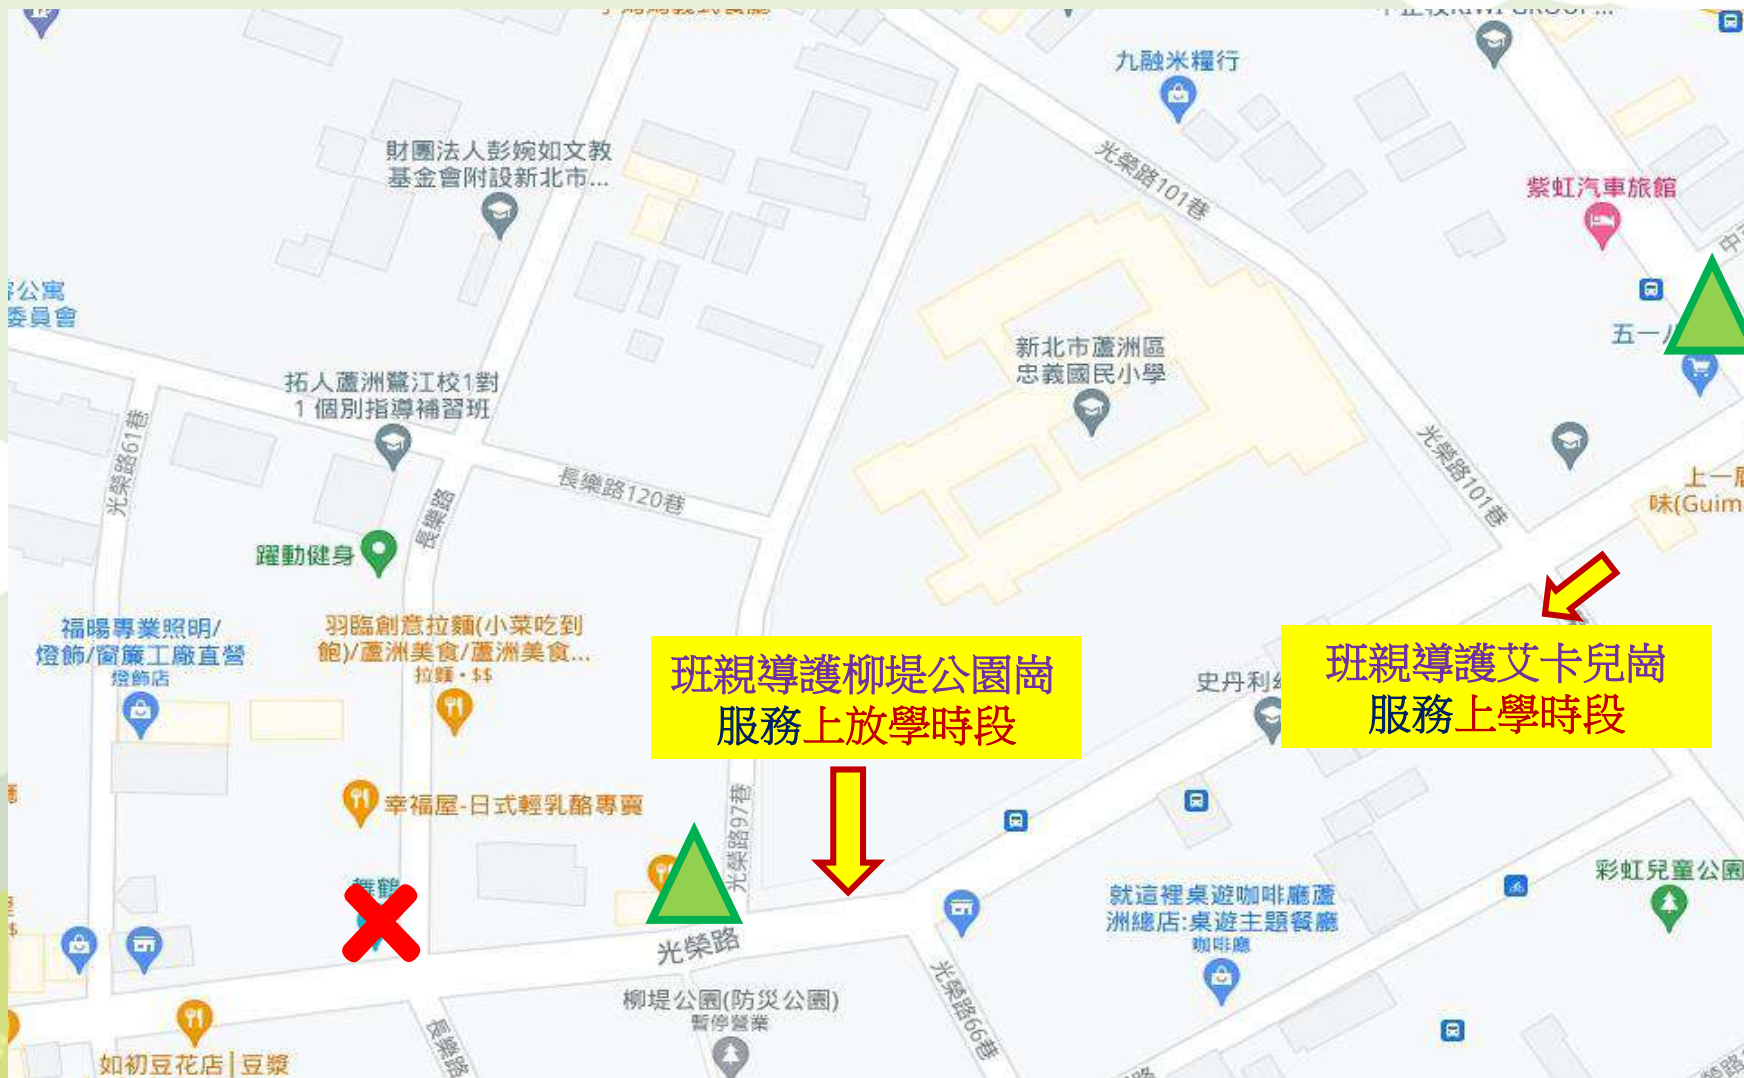 九融米糧行
財團法人彭婉如文教
基金會附設新北市...
光榮路101巷
紫虹汽車旅館
公寓
委員會
五一
新北市蘆洲區
忠義國民小學
拓人蘆洲鷺江校1對
1 個別指導補習班
光榮路61巷
長樂路120巷
長樂路
光榮路101巷
上一層
味(Guim
躍動健身
福暘專業照明/
燈飾/窗簾工廠直營
燈飾店
羽臨創意拉麵(小菜吃到
飽)/蘆洲美食/蘆洲美食...
拉麵·$$
班親導護柳堤公園崗
服務上放學時段
史丹利
班親導護艾卡兒崗
服務上學時段
幸福屋-日式輕乳酪專賣
光榮路97巷
舞鶴
彩虹兒童公園
就這裡桌遊咖啡廳蘆
洲總店:桌遊主題餐廳
咖啡廳
光榮路
柳堤公園(防災公園)
暫停營業
光榮路66巷
長樂路
如初豆花店|豆漿